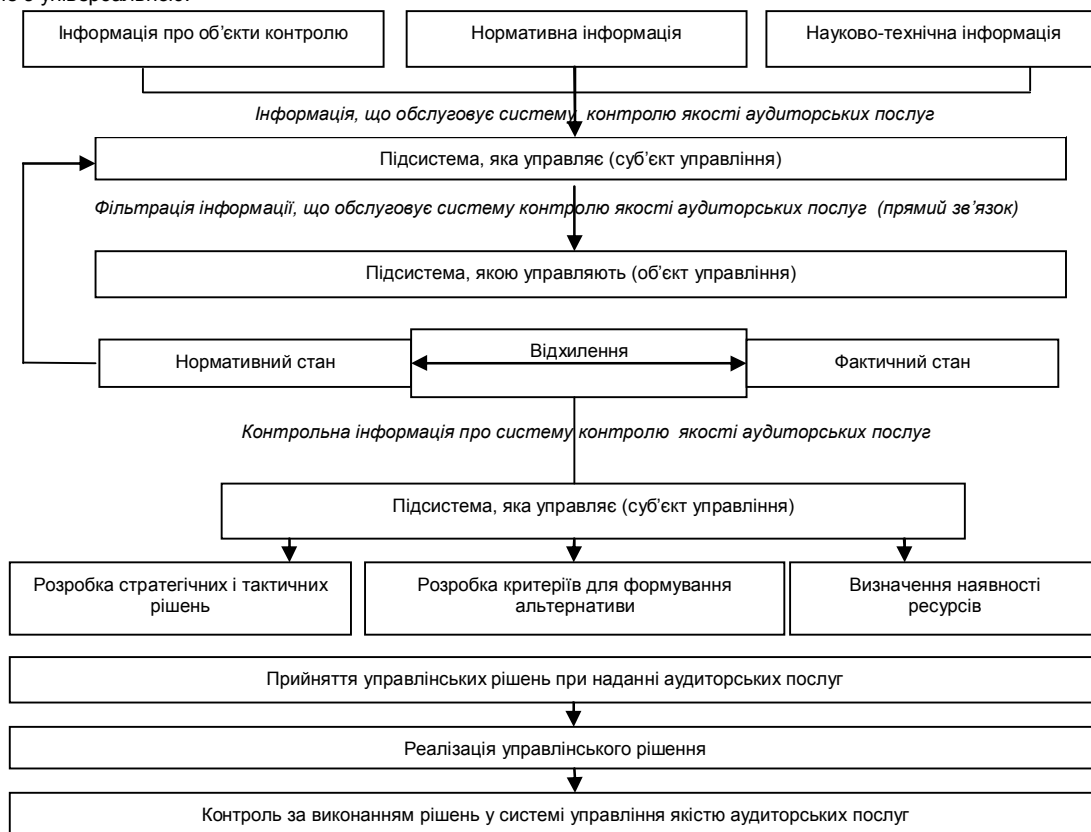 є універсальною.
Інформація про об’єкти контролю
Нормативна інформація
Науково-технічна інформація
Інформація, що обслуговує систему контролю якості аудиторських послуг
Підсистема, яка управляє (суб’єкт управління)
Фільтрація інформації, що обслуговує систему контролю якості аудиторських послуг (прямий зв’язок)
Підсистема, якою управляють (об’єкт управління)
Нормативний стан
Відхилення
Фактичний стан
Контрольна інформація про систему контролю якості аудиторських послуг
Підсистема, яка управляє (суб’єкт управління)
Розробка стратегічних і тактичних
рішень
Розробка критеріїв для формування
альтернативи
Визначення наявності
ресурсів
Прийняття управлінських рішень при наданні аудиторських послуг
Реалізація управлінського рішення
Контроль за виконанням рішень у системі управління якістю аудиторських послуг